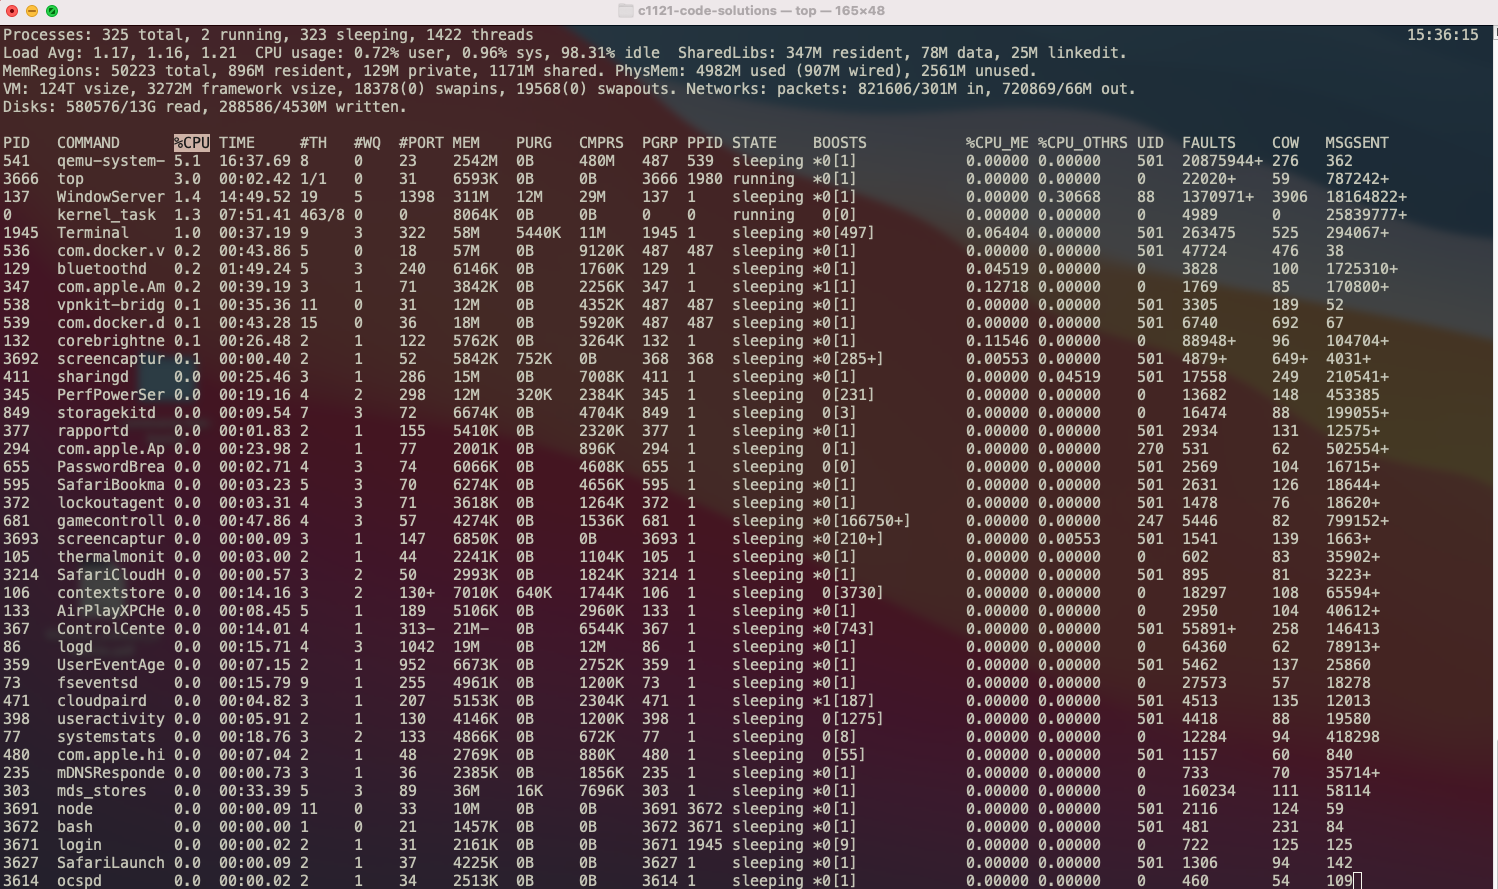 c1121-code-solutions — top — 165×48
Processes: 325 total, 2 running, 323 sleeping, 1422 threads 15:36:15
Load Avg: 1.17, 1.16, 1.21  CPU usage: 0.72% user, 0.96% sys, 98.31% idle  SharedLibs: 347M resident, 78M data, 25M linkedit.
MemRegions: 50223 total, 896M resident, 129M private, 1171M shared. PhysMem: 4982M used (907M wired), 2561M unused.
VM: 124T vsize, 3272M framework vsize, 18378(0) swapins, 19568(0) swapouts. Networks: packets: 821606/301M in, 720869/66M out.
Disks: 580576/13G read, 288586/4530M written.
PID COMMAND %CPU TIME #TH #WQ #PORT MEM PURG CMPRS PGRP PPID STATE BOOSTS %CPU_ME %CPU_OTHRS UID FAULTS COW MSGSENT
541 qemu-system- 5.1 16:37.69 8 0 23 2542M 0B 480M 487 539 sleeping *0[1] 0.00000 0.00000 501 20875944+ 276 362
3666 top 3.0 00:02.42 1/1 0 31 6593K 0B 0B 3666 1980 running *0[1] 0.00000 0.00000 0 22020+ 59 787242+
137 WindowServer 1.4 14:49.52 19 5 1398 311M 12M 29M 137 1 sleeping *0[1] 0.00000 0.30668 88 1370971+ 3906 18164822+
0 kernel_task 1.3 07:51.41 463/8 0 0 8064K 0B 0B 0 0 running 0[0] 0.00000 0.00000 0 4989 0 25839777+
1945 Terminal 1.0 00:37.19 9 3 322 58M 5440K 11M 1945 1 sleeping *0[497] 0.06404 0.00000 501 263475 525 294067+
536 com.docker.v 0.2 00:43.86 5 0 18 57M 0B 9120K 487 487 sleeping *0[1] 0.00000 0.00000 501 47724 476 38
129 bluetoothd 0.2 01:49.24 5 3 240 6146K 0B 1760K 129 1 sleeping *0[1] 0.04519 0.00000 0 3828 100 1725310+
347 com.apple.Am 0.2 00:39.19 3 1 71 3842K 0B 2256K 347 1 sleeping *1[1] 0.12718 0.00000 0 1769 85 170800+
538 vpnkit-bridg 0.1 00:35.36 11 0 31 12M 0B 4352K 487 487 sleeping *0[1] 0.00000 0.00000 501 3305 189 52
539 com.docker.d 0.1 00:43.28 15 0 36 18M 0B 5920K 487 487 sleeping *0[1] 0.00000 0.00000 501 6740 692 67
132 corebrightne 0.1 00:26.48 2 1 122 5762K 0B 3264K 132 1 sleeping *0[1] 0.11546 0.00000 0 88948+ 96 104704+
3692 screencaptur 0.1 00:00.40 2 1 52 5842K 752K 0B 368 368 sleeping *0[285+] 0.00553 0.00000 501 4879+ 649+ 4031+
411 sharingd 0.0 00:25.46 3 1 286 15M 0B 7008K 411 1 sleeping *0[1] 0.00000 0.04519 501 17558 249 210541+
345 PerfPowerSer 0.0 00:19.16 4 2 298 12M 320K 2384K 345 1 sleeping 0[231] 0.00000 0.00000 0 13682 148 453385
849 storagekitd 0.0 00:09.54 7 3 72 6674K 0B 4704K 849 1 sleeping 0[3] 0.00000 0.00000 0 16474 88 199055+
377 rapportd 0.0 00:01.83 2 1 155 5410K 0B 2320K 377 1 sleeping *0[1] 0.00000 0.00000 501 2934 131 12575+
294 com.apple.Ap 0.0 00:23.98 2 1 77 2001K 0B 896K 294 1 sleeping 0[1] 0.00000 0.00000 270 531 62 502554+
655 PasswordBrea 0.0 00:02.71 4 3 74 6066K 0B 4608K 655 1 sleeping 0[0] 0.00000 0.00000 501 2569 104 16715+
595 SafariBookma 0.0 00:03.23 5 3 70 6274K 0B 4656K 595 1 sleeping *0[1] 0.00000 0.00000 501 2631 126 18644+
372 lockoutagent 0.0 00:03.31 4 3 71 3618K 0B 1264K 372 1 sleeping *0[1] 0.00000 0.00000 501 1478 76 18620+
681 gamecontroll 0.0 00:47.86 4 3 57 4274K 0B 1536K 681 1 sleeping *0[166750+] 0.00000 0.00000 247 5446 82 799152+
3693 screencaptur 0.0 00:00.09 3 1 147 6850K 0B 0B 3693 1 sleeping *0[210+] 0.00000 0.00553 501 1541 139 1663+
105 thermalmonit 0.0 00:03.00 2 1 44 2241K 0B 1104K 105 1 sleeping *0[1] 0.00000 0.00000 0 602 83 35902+
3214 SafariCloudH 0.0 00:00.57 3 2 50 2993K 0B 1824K 3214 1 sleeping *0[1] 0.00000 0.00000 501 895 81 3223+
106 contextstore 0.0 00:14.16 3 2 130+ 7010K 640K 1744K 106 1 sleeping 0[3730] 0.00000 0.00000 0 18297 108 65594+
133 AirPlayXPCHe 0.0 00:08.45 5 1 189 5106K 0B 2960K 133 1 sleeping *0[1] 0.00000 0.00000 0 2950 104 40612+
367 ControlCente 0.0 00:14.01 4 1 313- 21M- 0B 6544K 367 1 sleeping *0[743] 0.00000 0.00000 501 55891+ 258 146413
86 logd 0.0 00:15.71 4 3 1042 19M 0B 12M 86 1 sleeping *0[1] 0.00000 0.00000 0 64360 62 78913+
359 UserEventAge 0.0 00:07.15 2 1 952 6673K 0B 2752K 359 1 sleeping *0[1] 0.00000 0.00000 501 5462 137 25860
73 fseventsd 0.0 00:15.79 9 1 255 4961K 0B 1200K 73 1 sleeping *0[1] 0.00000 0.00000 0 27573 57 18278
471 cloudpaird 0.0 00:04.82 3 1 207 5153K 0B 2304K 471 1 sleeping *1[187] 0.00000 0.00000 501 4513 135 12013
398 useractivity 0.0 00:05.91 2 1 130 4146K 0B 1200K 398 1 sleeping 0[1275] 0.00000 0.00000 501 4418 88 19580
77 systemstats 0.0 00:18.76 3 2 133 4866K 0B 672K 77 1 sleeping 0[8] 0.00000 0.00000 0 12284 94 418298
480 com.apple.hi 0.0 00:07.04 2 1 48 2769K 0B 880K 480 1 sleeping 0[55] 0.00000 0.00000 501 1157 60 840
235 mDNSResponde 0.0 00:00.73 3 1 36 2385K 0B 1856K 235 1 sleeping *0[1] 0.00000 0.00000 0 733 70 35714+
303 mds_stores 0.0 00:33.39 5 3 89 36M 16K 7696K 303 1 sleeping *0[1] 0.00000 0.00000 0 160234 111 58114
3691 node 0.0 00:00.09 11 0 33 10M 0B 0B 3691 3672 sleeping *0[1] 0.00000 0.00000 501 2116 124 59
3672 bash 0.0 00:00.00 1 0 21 1457K 0B 0B 3672 3671 sleeping *0[1] 0.00000 0.00000 501 481 231 84
3671 login 0.0 00:00.02 2 1 31 2161K 0B 0B 3671 1945 sleeping *0[9] 0.00000 0.00000 0 722 125 125
3627 SafariLaunch 0.0 00:00.09 2 1 37 4225K 0B 0B 3627 1 sleeping *0[1] 0.00000 0.00000 501 1306 94 142
3614 ocspd 0.0 00:00.02 2 1 34 2513K 0B 0B 3614 1 sleeping *0[1] 0.00000 0.00000 0 460 54 109